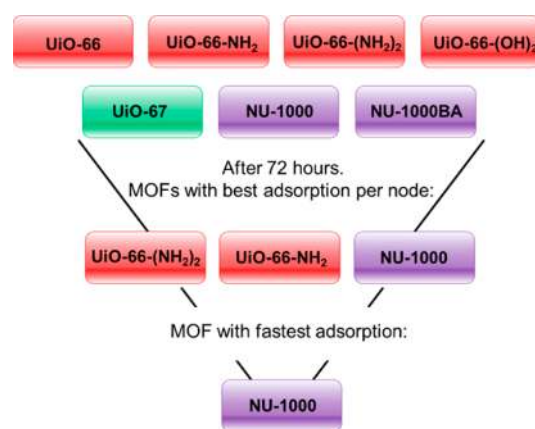 UiO-66 UiO-66-NH₂ UiO-66-(NH₂)₂ UiO-66-(OH)₂
UiO-67 NU-1000 NU-1000BA
After 72 hours.
MOFs with best adsorption per node:
UiO-66-(NH₂)₂ UiO-66-NH₂ NU-1000
MOF with fastest adsorption:
NU-1000